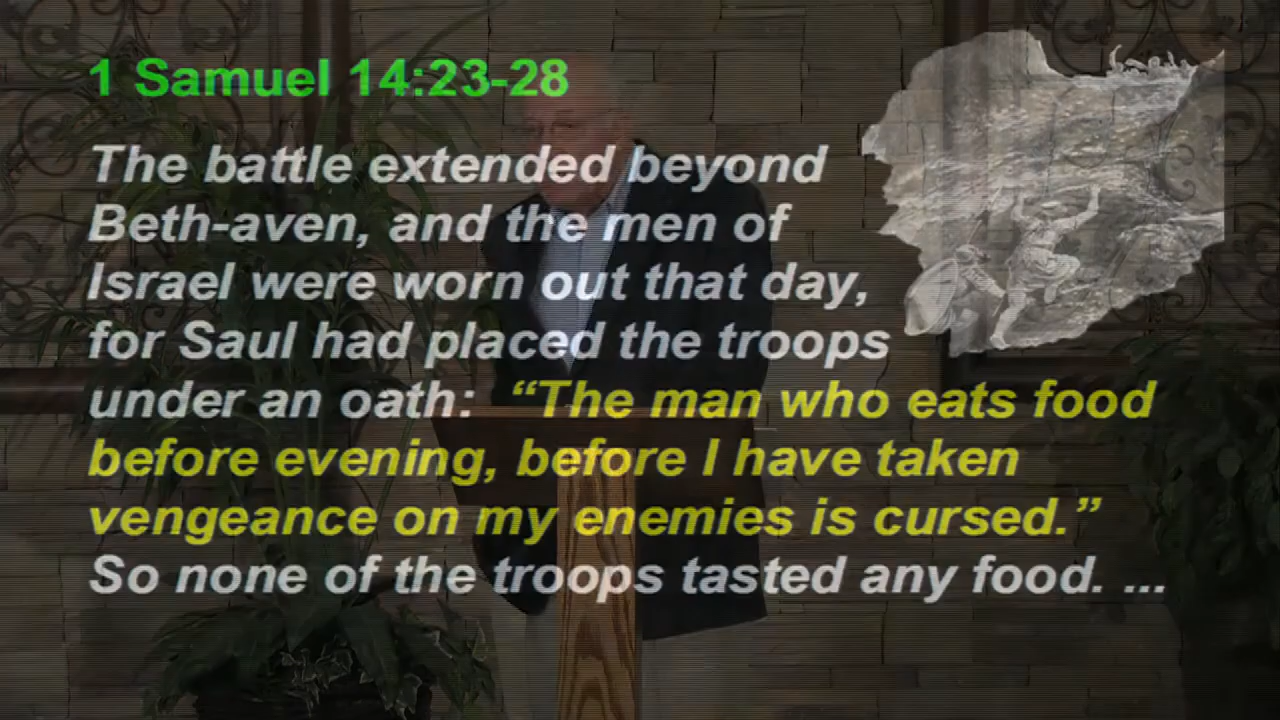 1 Samuel 14:23-28
The battle extended beyond
Beth-aven, and the men of
Israel were worn out that day,
for Saul had placed the troops
under an oath: “The man who eats food
before evening, before I have taken
vengeance on my enemies is cursed.”
So none of the troops tasted any food. ...